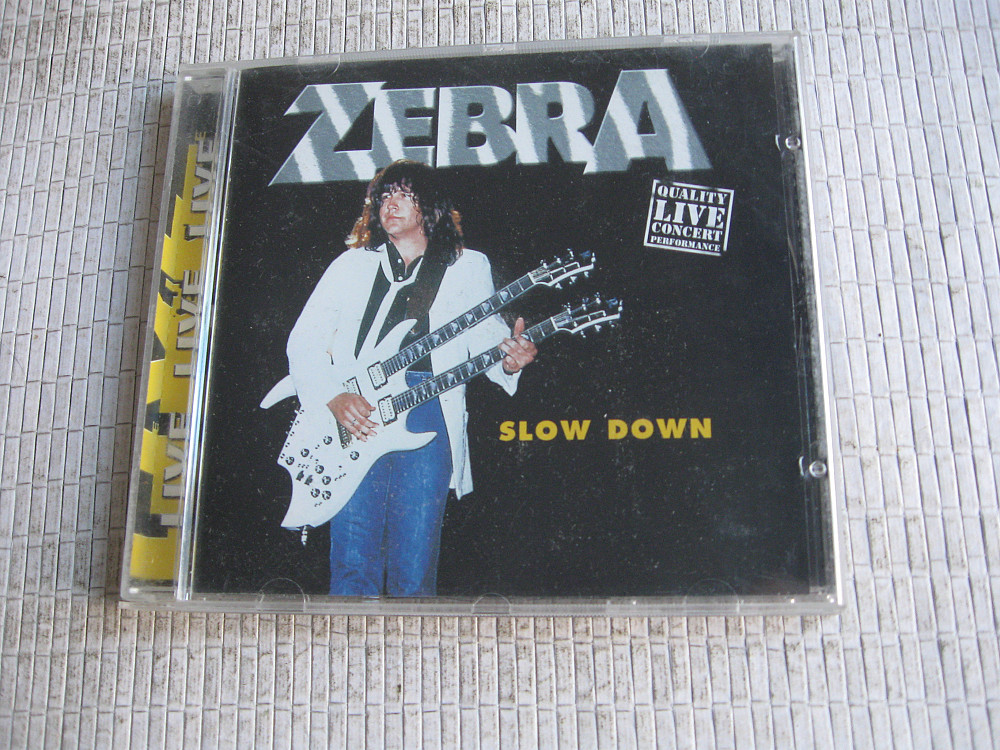 ZEBRA
QUALITY
LIVE
CONCERT
PERFORMANCE
SLOW DOWN
LIVE LIVE LIVE